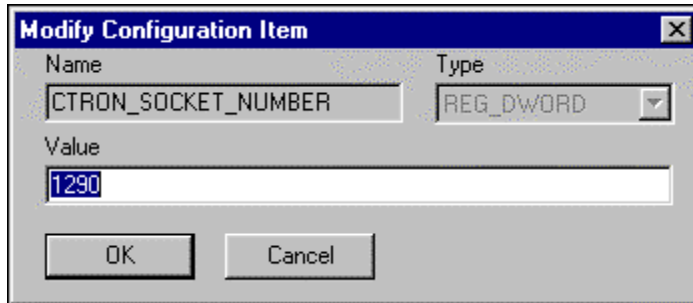 Modify Configuration Item
Name Type
CTRON_SOCKET_NUMBER REG_DWORD
Value
1290
OK Cancel